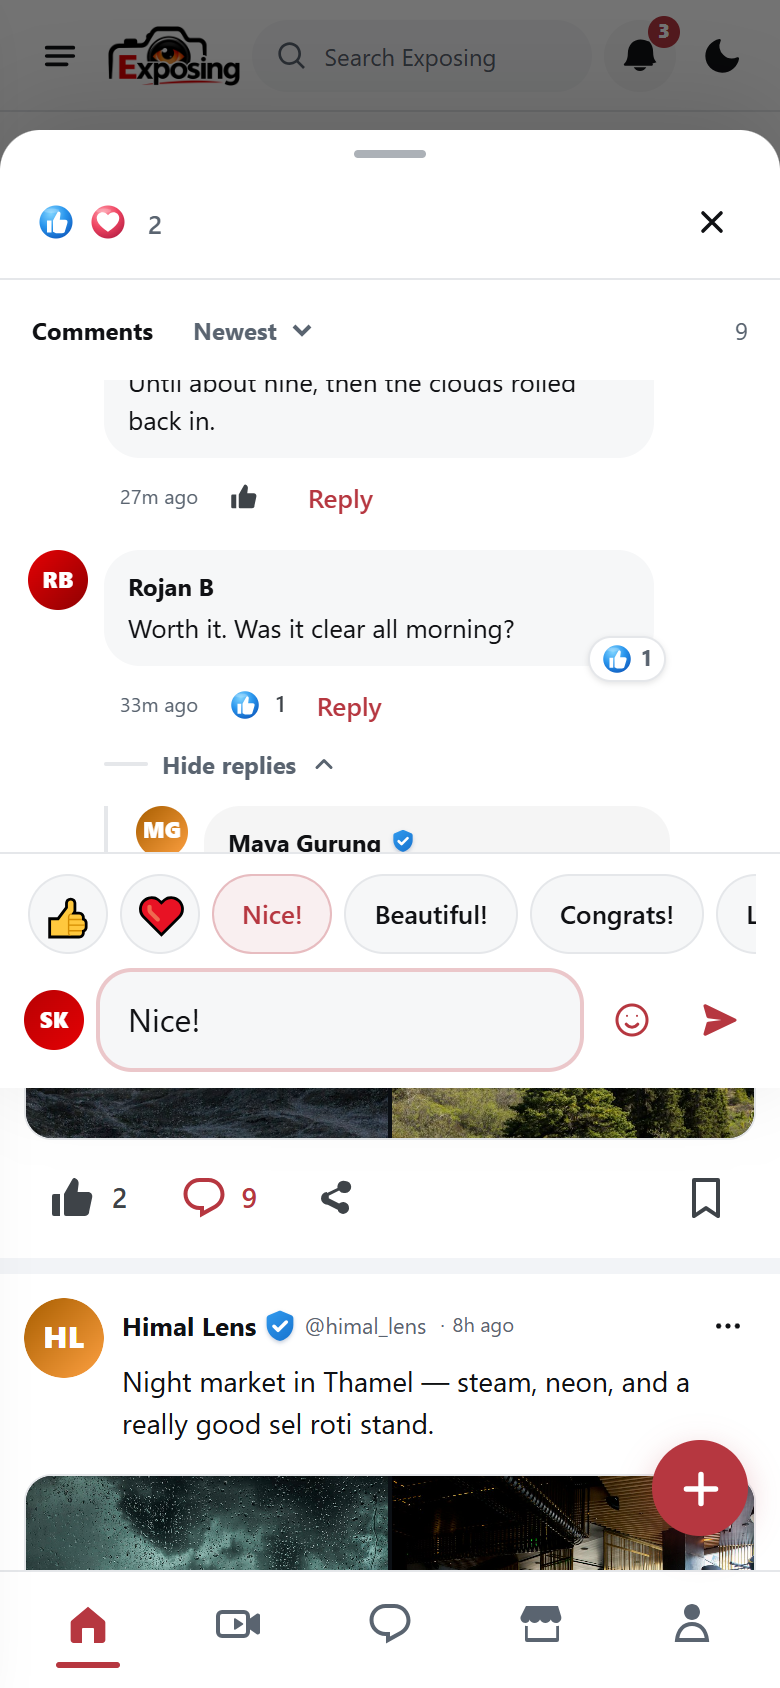 Exposing
Search Exposing
3
2
Comments
Newest
9
Until about nine, then the clouds rolled
back in.
27m ago
Reply
RB
Rojan B
Worth it. Was it clear all morning?
1
33m ago
1
Reply
Hide replies
MG
Maya Gurung
Nice!
Beautiful!
Congrats!
L
SK
Nice!
2
9
HL
Himal Lens
@himal_lens
· 8h ago
Night market in Thamel — steam, neon, and a
really good sel roti stand.